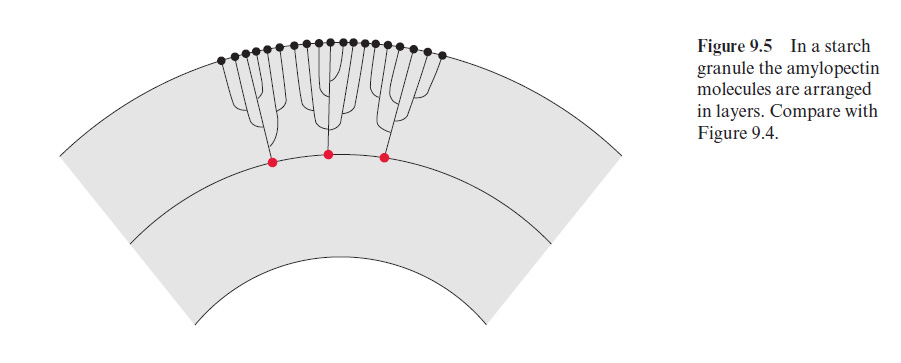 Figure 9.5 In a starch
granule the amylopectin
molecules are arranged
in layers. Compare with
Figure 9.4.